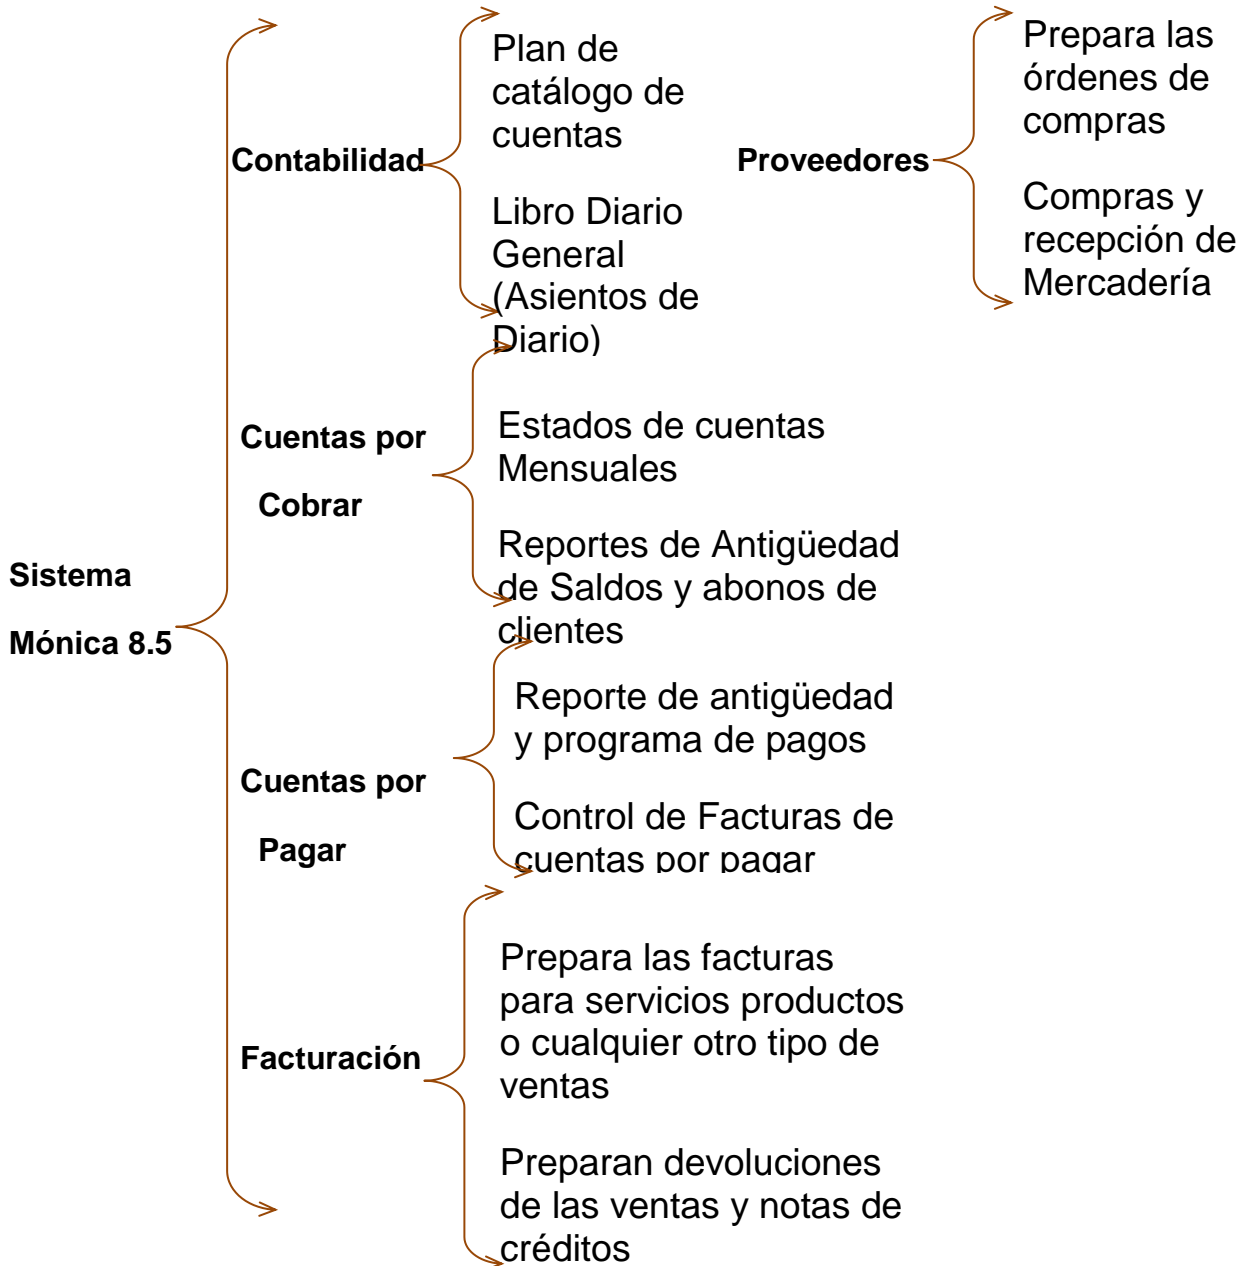 Sistema
Mónica 8.5
Contabilidad
Plan de
catálogo de
cuentas
Libro Diario
General
(Asientos de
Diario)
Proveedores
Prepara las
órdenes de
compras
Compras y
recepción de
Mercadería
Cuentas por
Cobrar
Estados de cuentas
Mensuales
Reportes de Antigüedad
de Saldos y abonos de
clientes
Cuentas por
Pagar
Reporte de antigüedad
y programa de pagos
Control de Facturas de
cuentas por pagar
Facturación
Prepara las facturas
para servicios productos
o cualquier otro tipo de
ventas
Preparan devoluciones
de las ventas y notas de
créditos